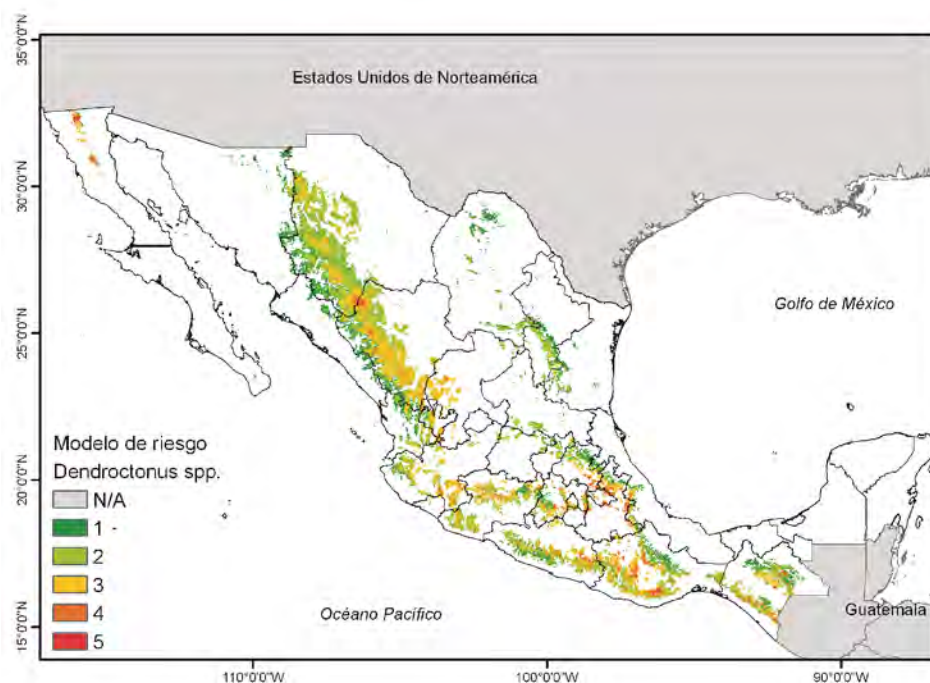 35°0'0"N
Estados Unidos de Norteamérica
30°0'0"N
Golfo de México
25°0'0"N
Modelo de riesgo
Dendroctonus spp.
N/A
1 -
2
3
4
5
20°0'0"N
15°0'0"N
Océano Pacífico
Guatemala
110°0'0"W
100°0'0"W
90°0'0"W